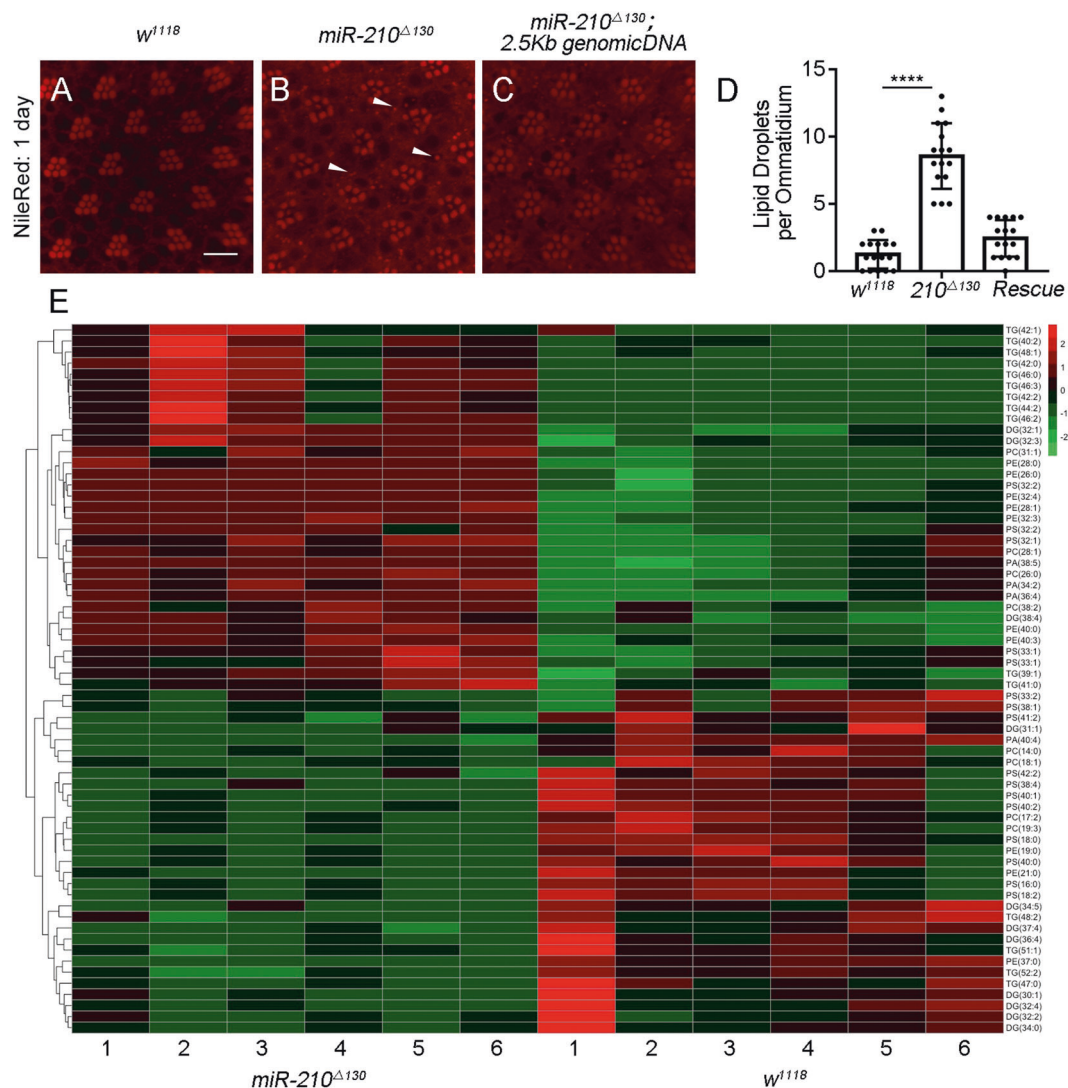 w1118
miR-210△130
miR-210△130;
2.5Kb genomicDNA
NileRed: 1 day
A
B
C
D
Lipid Droplets
per Ommatidium
15
10
5
0
****
w1118
210△130
Rescue
E
TG(42:1)
TG(40:2)
TG(48:1)
TG(42:0)
TG(46:0)
TG(46:3)
TG(42:2)
TG(44:2)
TG(46:2)
DG(32:1)
DG(32:3)
PC(31:1)
PE(28:0)
PE(26:0)
PS(32:2)
PE(32:4)
PE(28:1)
PE(32:3)
PS(32:2)
PS(32:1)
PC(28:1)
PA(38:5)
PC(26:0)
PA(34:2)
PA(36:4)
PC(38:2)
DG(38:4)
PE(40:0)
PE(40:3)
PS(33:1)
PS(33:1)
TG(39:1)
TG(41:0)
PS(33:2)
PS(38:1)
PS(41:2)
DG(31:1)
PA(40:4)
PC(14:0)
PC(18:1)
PS(42:2)
PS(38:4)
PS(40:1)
PS(40:2)
PC(17:2)
PC(19:3)
PS(18:0)
PE(19:0)
PS(40:0)
PE(21:0)
PS(16:0)
PS(18:2)
DG(34:5)
TG(48:2)
DG(37:4)
DG(36:4)
TG(51:1)
PE(37:0)
TG(52:2)
TG(47:0)
DG(30:1)
DG(32:4)
DG(32:2)
DG(34:0)
2
1
0
-1
-2
1 2 3 4 5 6 1 2 3 4 5 6
miR-210△130
w1118